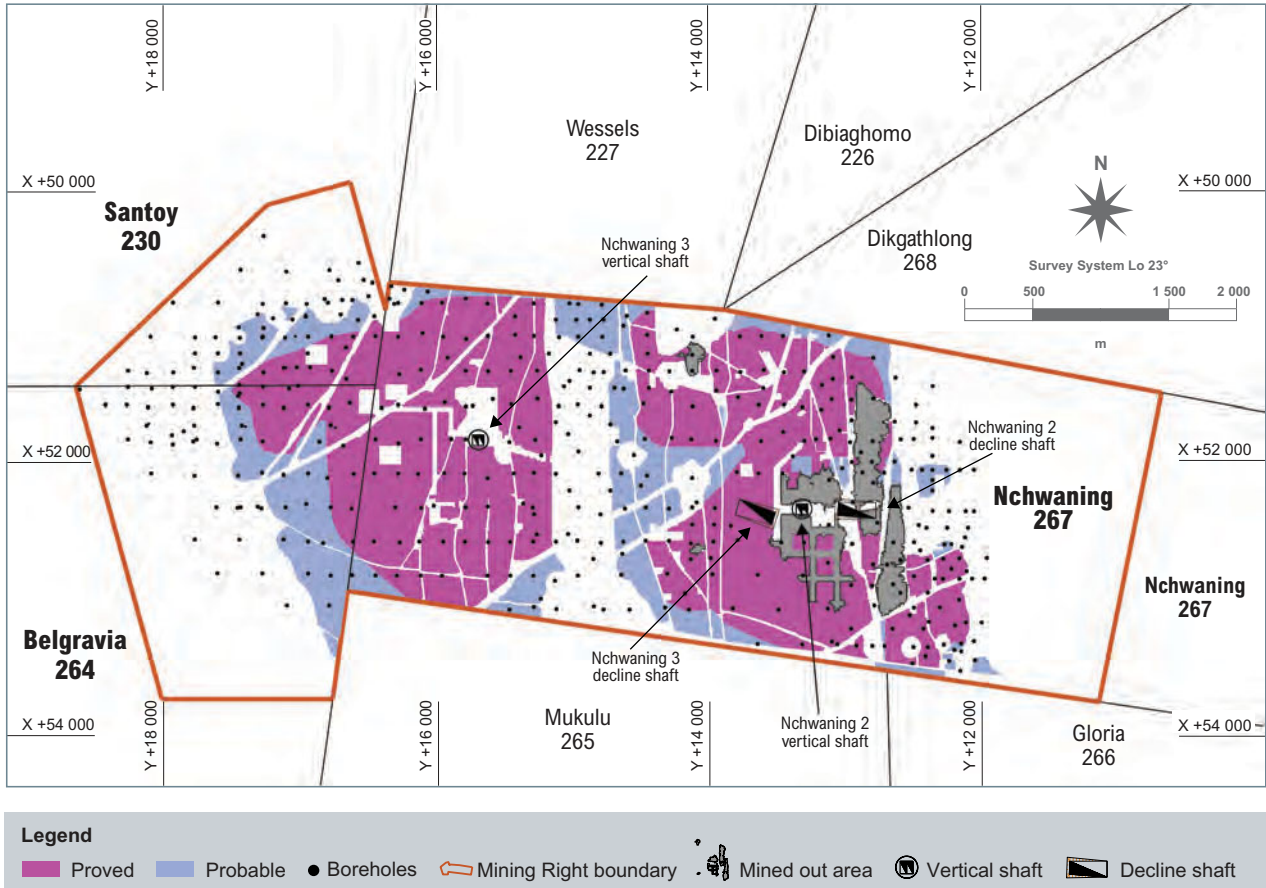 Y +18 000
Y +16 000
Y +14 000
Y +12 000
Wessels
227
Dibiaghomo
226
N
X +50 000
X +50 000
Santoy
230
Dikgathlong
268
Nchwaning 3
vertical shaft
Survey System Lo 23°
0 500 1 500 2 000
m
Nchwaning 2
decline shaft
X +52 000
X +52 000
Nchwaning
267
Nchwaning
267
Belgravia
264
Nchwaning 3
decline shaft
Nchwaning 2
vertical shaft
Mukulu
265
Gloria
266
X +54 000
X +54 000
Y +18 000
Y +16 000
Y +14 000
Y +12 000
Legend
Proved Probable Boreholes Mining Right boundary Mined out area Vertical shaft Decline shaft